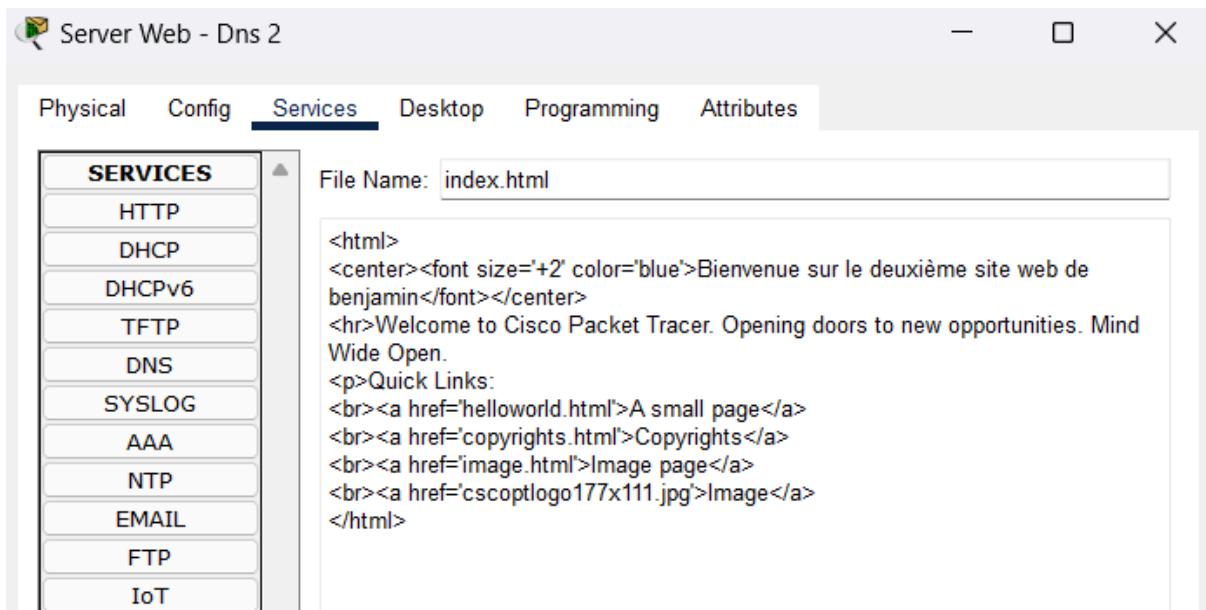 Server Web - Dns 2
Physical Config Services Desktop Programming Attributes
SERVICES
HTTP
DHCP
DHCPv6
TFTP
DNS
SYSLOG
AAA
NTP
EMAIL
FTP
IoT
File Name: index.html
<html>
<center><font size='+2' color='blue'>Bienvenue sur le deuxième site web de
benjamin</font></center>
<hr>Welcome to Cisco Packet Tracer. Opening doors to new opportunities. Mind
Wide Open.
<p>Quick Links:
<br><a href='helloworld.html'>A small page</a>
<br><a href='copyrights.html'>Copyrights</a>
<br><a href='image.html'>Image page</a>
<br><a href='cscoptlogo177x111.jpg'>Image</a>
</html>